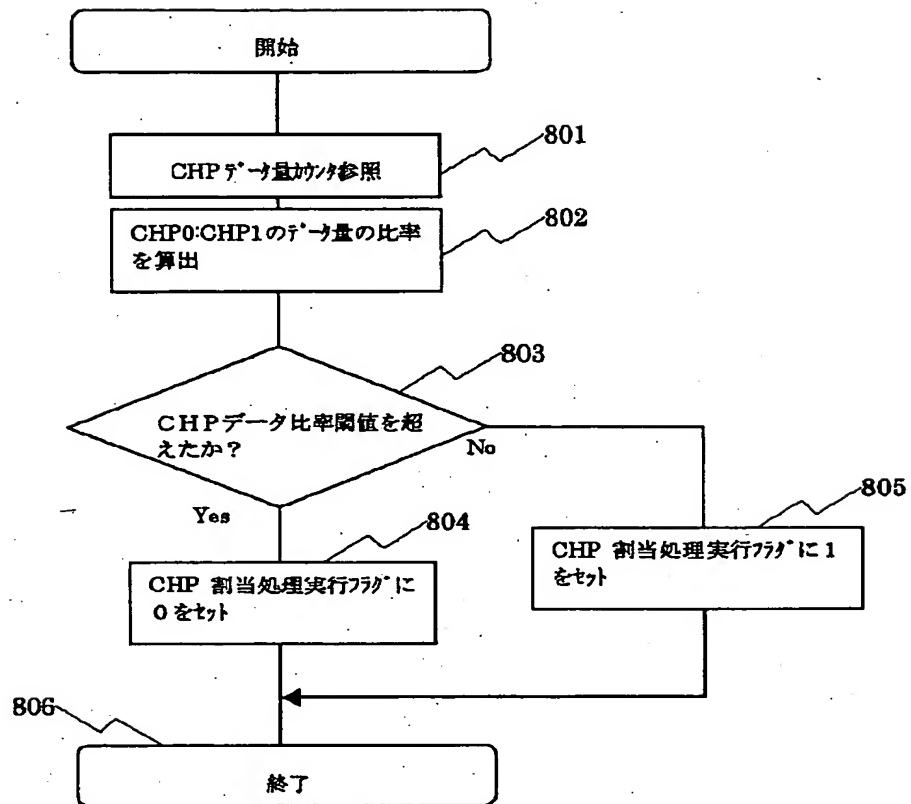 開始
801
CHPデータ量カウンタ参照
802
CHP0:CHP1のデータ量の比率
を算出
803
CHPデータ比率閾値を超
えたか？
No
Yes
804
805
CHP 割当処理実行フラグに
0をセット
CHP 割当処理実行フラグに1
をセット
806
終了